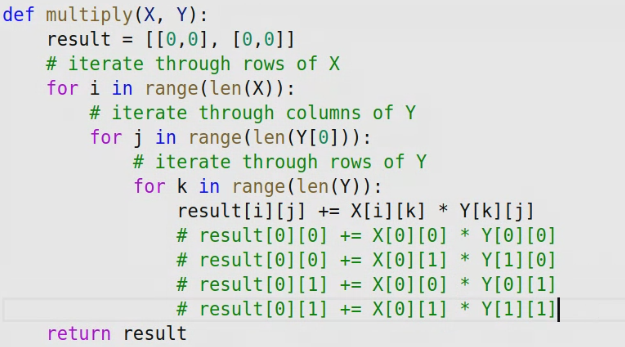 def multiply(X, Y):
    result = [[0,0], [0,0]]
    # iterate through rows of X
    for i in range(len(X)):
        # iterate through columns of Y
        for j in range(len(Y[0])):
            # iterate through rows of Y
            for k in range(len(Y)):
                result[i][j] += X[i][k] * Y[k][j]
                # result[0][0] += X[0][0] * Y[0][0]
                # result[0][0] += X[0][1] * Y[1][0]
                # result[0][1] += X[0][0] * Y[0][1]
                # result[0][1] += X[0][1] * Y[1][1]
    return result